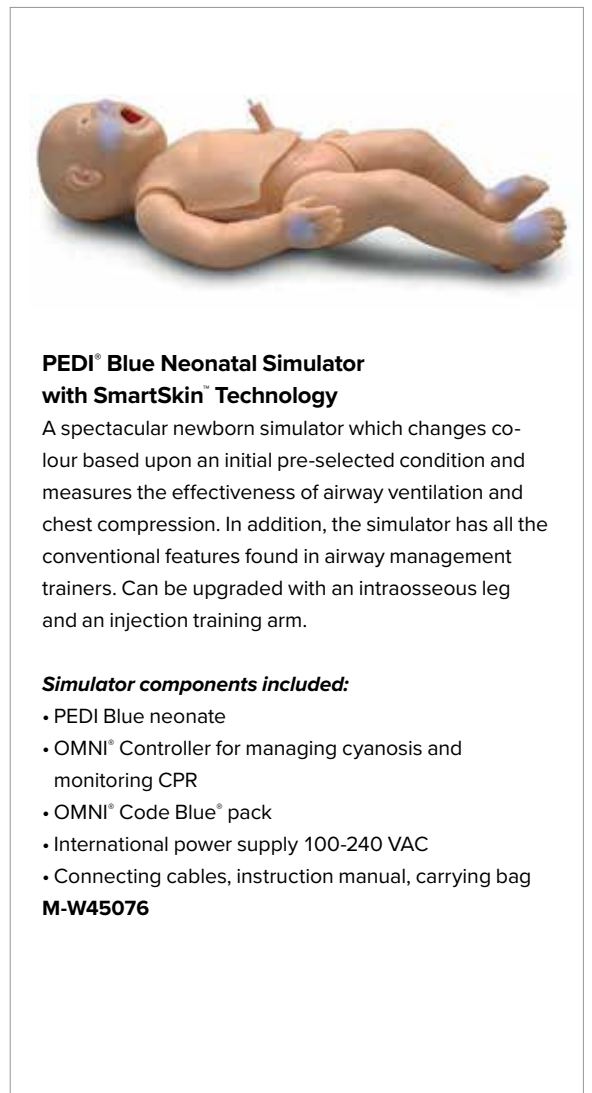 PEDI® Blue Neonatal Simulator
with SmartSkin™ Technology
A spectacular newborn simulator which changes co-
lour based upon an initial pre-selected condition and
measures the effectiveness of airway ventilation and
chest compression. In addition, the simulator has all the
conventional features found in airway management
trainers. Can be upgraded with an intraosseous leg
and an injection training arm.
Simulator components included:
• PEDI Blue neonate
• OMNI® Controller for managing cyanosis and
monitoring CPR
• OMNI® Code Blue® pack
• International power supply 100-240 VAC
• Connecting cables, instruction manual, carrying bag
M-W45076